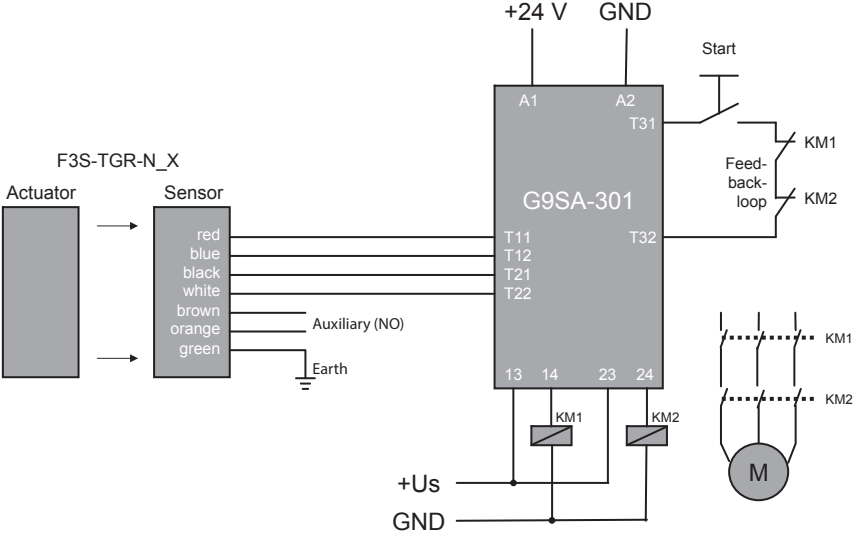 +24 V
GND
Start
A1
A2
T31
KM1
F3S-TGR-N_X
Feed-
back-
loop
Actuator
Sensor
G9SA-301
KM2
red
T11
T32
blue
T12
black
T21
white
T22
brown
orange
Auxiliary (NO)
green
Earth
KM1
13
14
23
24
KM2
KM1
KM2
M
+Us
GND